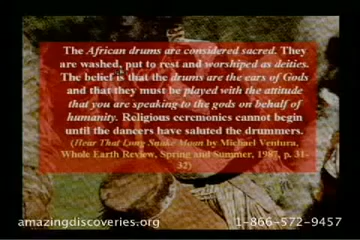 The African drums are considered sacred. They
are washed, put to rest and worshiped as deities.
The belief is that the drums are the ears of Gods
and that they must be played with the attitude
that you are speaking to the gods on behalf of
humanity. Religious ceremonies cannot begin
until the dancers have saluted the drummers.
(Hear That Long Snake Moan by Michael Ventura,
Whole Earth Review, Spring and Summer, 1987, p. 31-
32)
amazingdiscoveries.org
1-866-572-9457